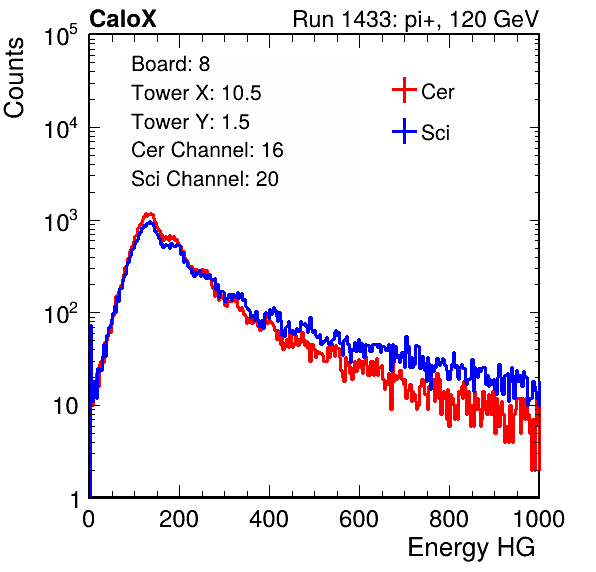 CaloX Run 1433: pi+, 120 GeV
Counts
Board: 8
Tower X: 10.5
Tower Y: 1.5
Cer Channel: 16
Sci Channel: 20
Cer
Sci
10^5
10^4
10^3
10^2
10
1
0 200 400 600 800 1000
Energy HG